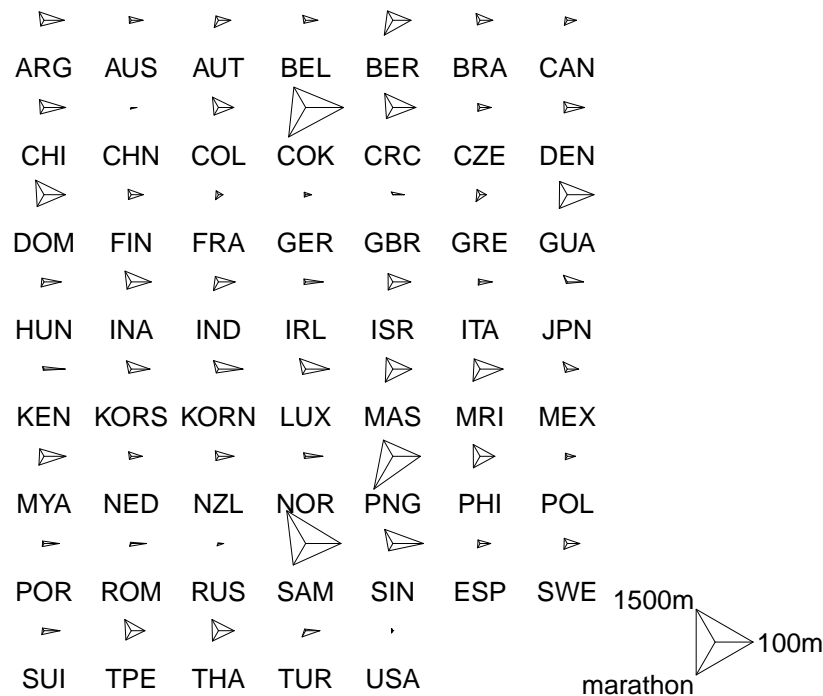 ARG AUS AUT BEL BER BRA CAN
CHI CHN COL COK CRC CZE DEN
DOM FIN FRA GER GBR GRE GUA
HUN INA IND IRL ISR ITA JPN
KEN KORS KORN LUX MAS MRI MEX
MYA NED NZL NOR PNG PHI POL
POR ROM RUS SAM SIN ESP SWE
1500m
100m
SUI TPE THA TUR USA
marathon